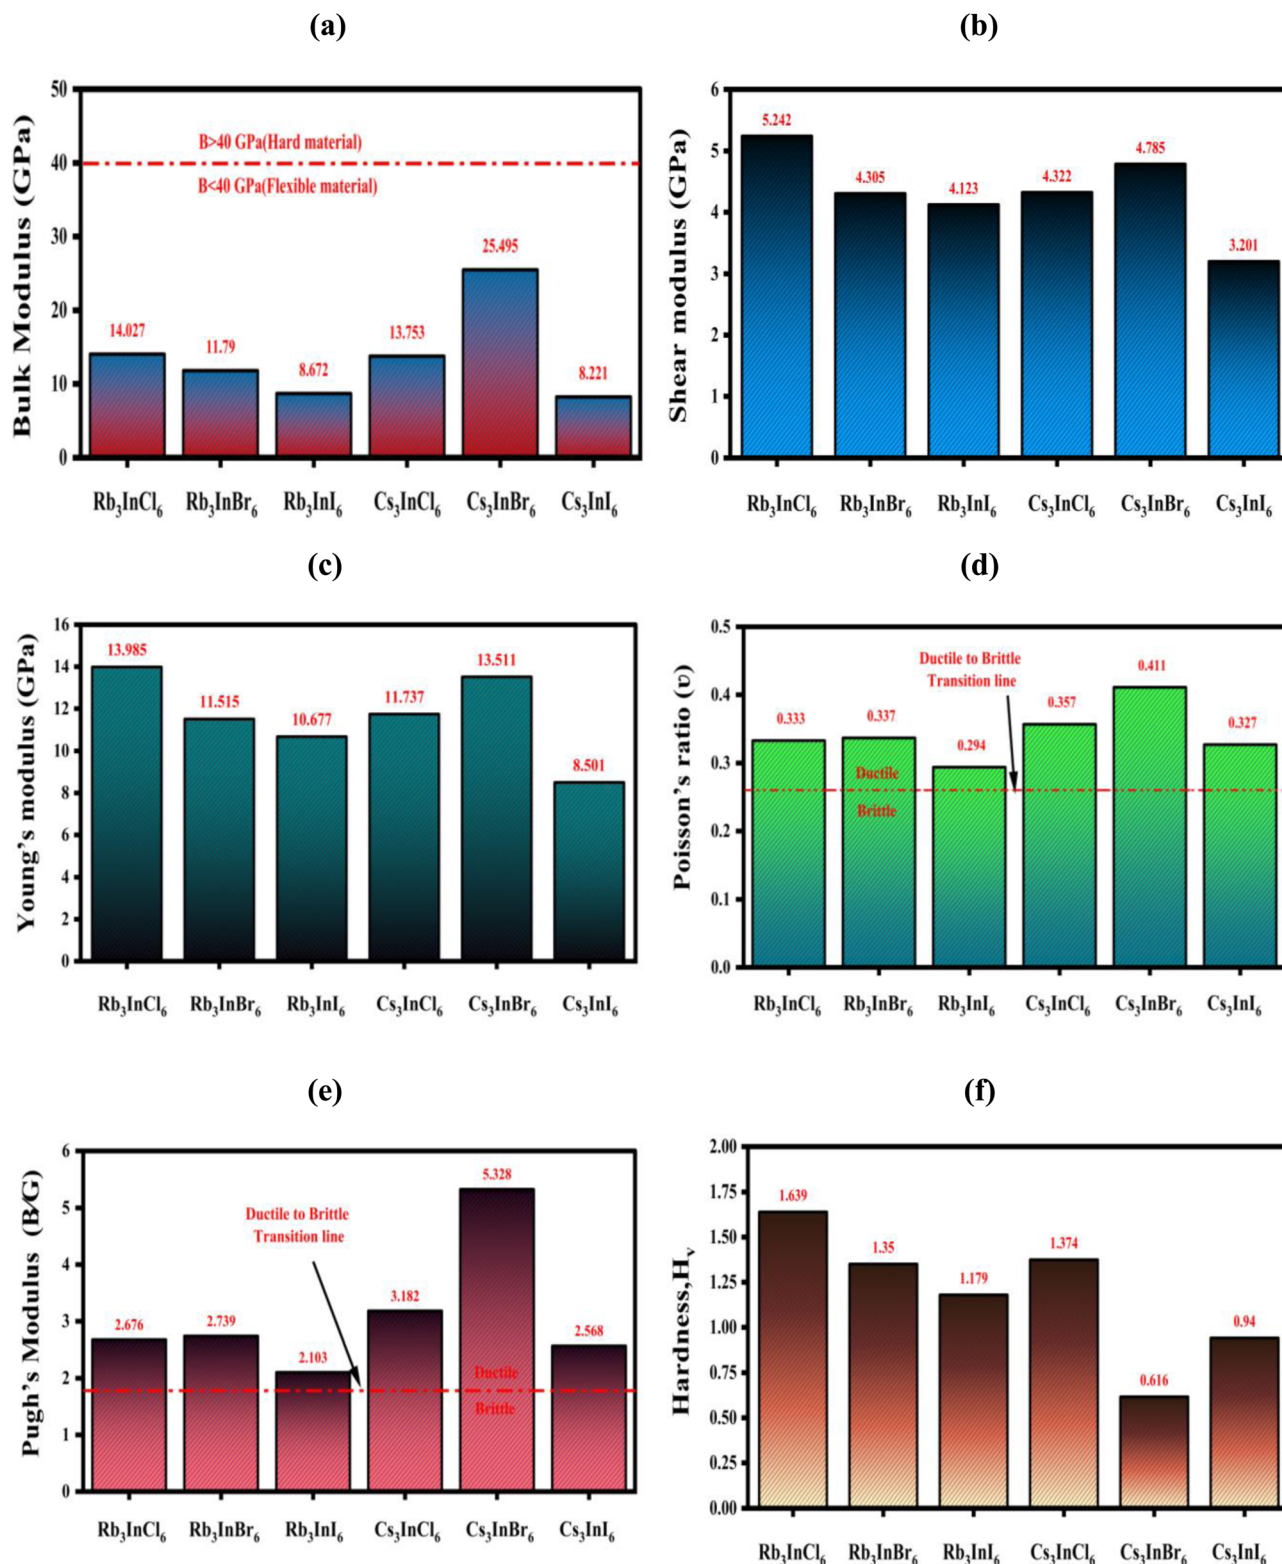 (a)
50
40
30
20
10
0
Bulk Modulus (GPa)
B>40 GPa(Hard material)
B<40 GPa(Flexible material)
14.027
11.79
8.672
13.753
25.495
8.221
Rb₃InCl₆
Rb₃InBr₆
Rb₃InI₆
Cs₃InCl₆
Cs₃InBr₆
Cs₃InI₆
(b)
6
5
4
3
2
1
0
Shear modulus (GPa)
5.242
4.305
4.123
4.322
4.785
3.201
Rb₃InCl₆
Rb₃InBr₆
Rb₃InI₆
Cs₃InCl₆
Cs₃InBr₆
Cs₃InI₆
(c)
16
14
12
10
8
6
4
2
0
Young's modulus (GPa)
13.985
11.515
10.677
11.737
13.511
8.501
Rb₃InCl₆
Rb₃InBr₆
Rb₃InI₆
Cs₃InCl₆
Cs₃InBr₆
Cs₃InI₆
(d)
0.5
0.4
0.3
0.2
0.1
0.0
Poisson's ratio (υ)
Ductile to Brittle
Transition line
0.333
0.337
0.294
0.357
0.411
0.327
Ductile
Brittle
Rb₃InCl₆
Rb₃InBr₆
Rb₃InI₆
Cs₃InCl₆
Cs₃InBr₆
Cs₃InI₆
(e)
6
5
4
3
2
1
0
Pugh's Modulus (B/G)
Ductile to Brittle
Transition line
2.676
2.739
2.103
3.182
5.328
2.568
Ductile
Brittle
Rb₃InCl₆
Rb₃InBr₆
Rb₃InI₆
Cs₃InCl₆
Cs₃InBr₆
Cs₃InI₆
(f)
2.00
1.75
1.50
1.25
1.00
0.75
0.50
0.25
0.00
Hardness,Hᵥ
1.639
1.35
1.179
1.374
0.616
0.94
Rb₃InCl₆
Rb₃InBr₆
Rb₃InI₆
Cs₃InCl₆
Cs₃InBr₆
Cs₃InI₆